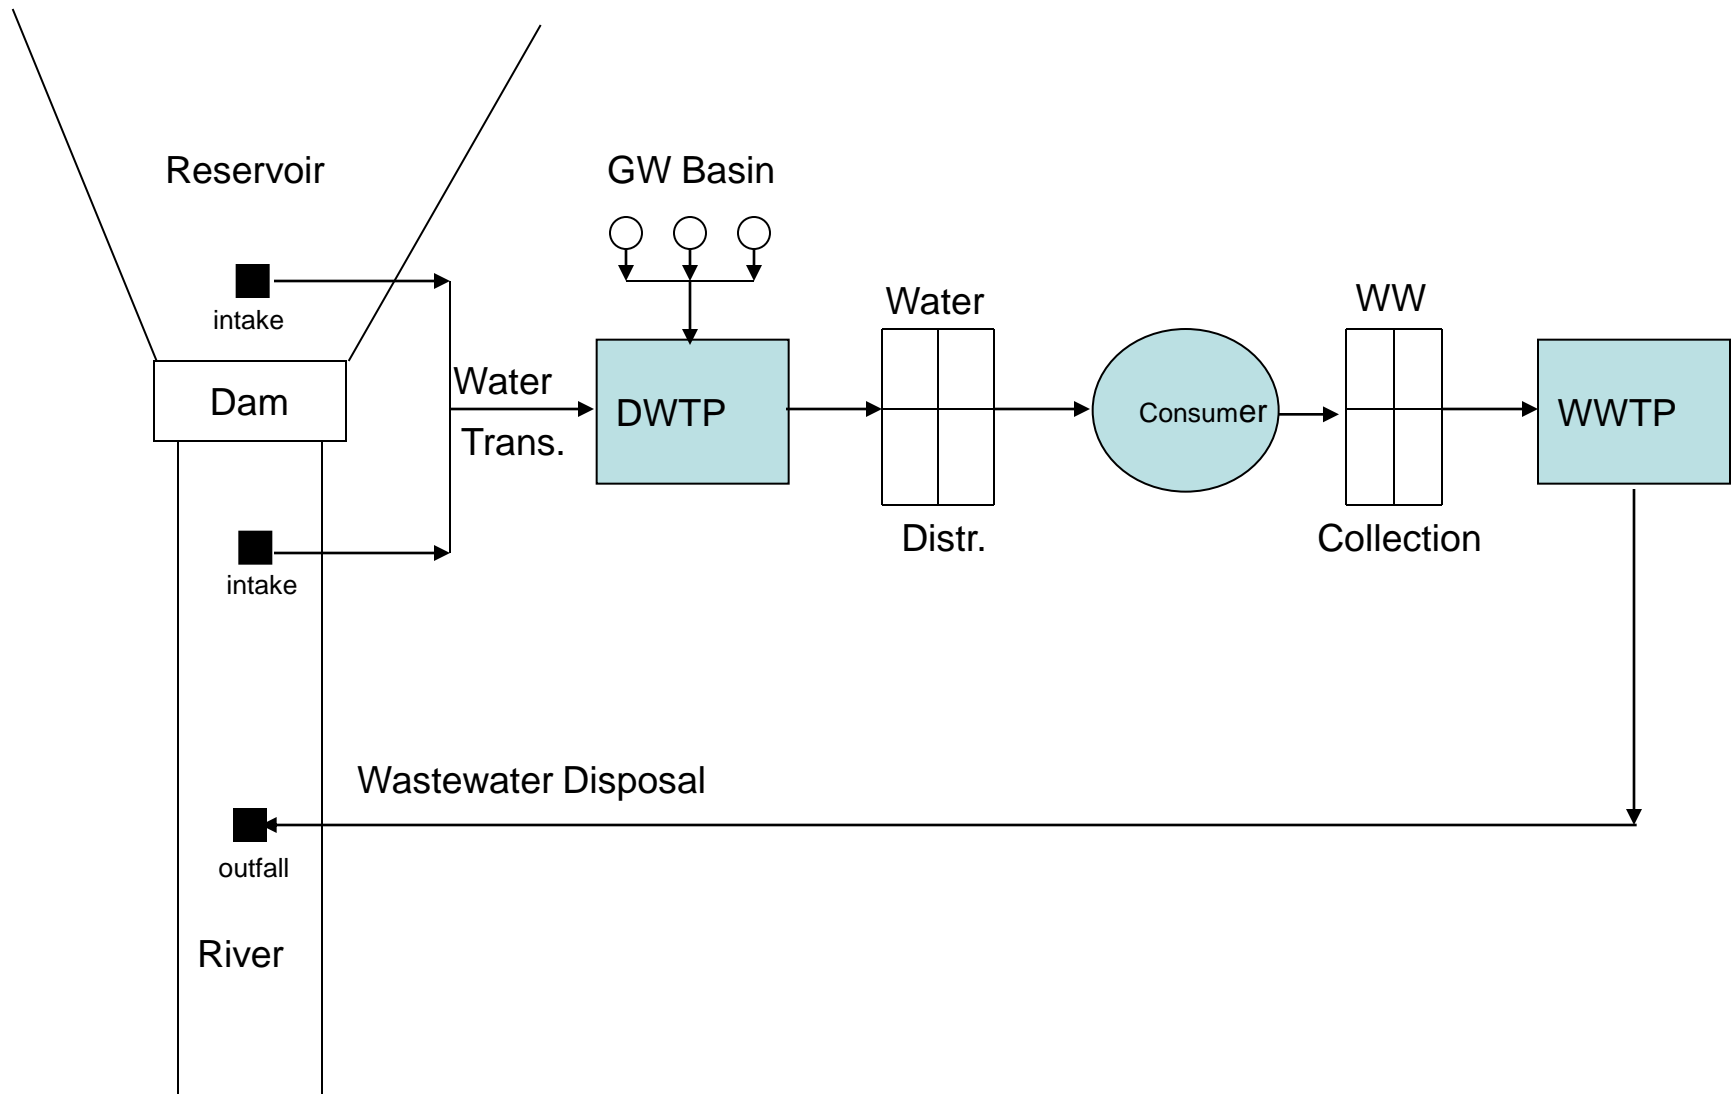 Reservoir
GW Basin
intake
Water
WW
Dam
Water
Trans.
DWTP
Consumer
WWTP
Distr.
Collection
intake
Wastewater Disposal
outfall
River